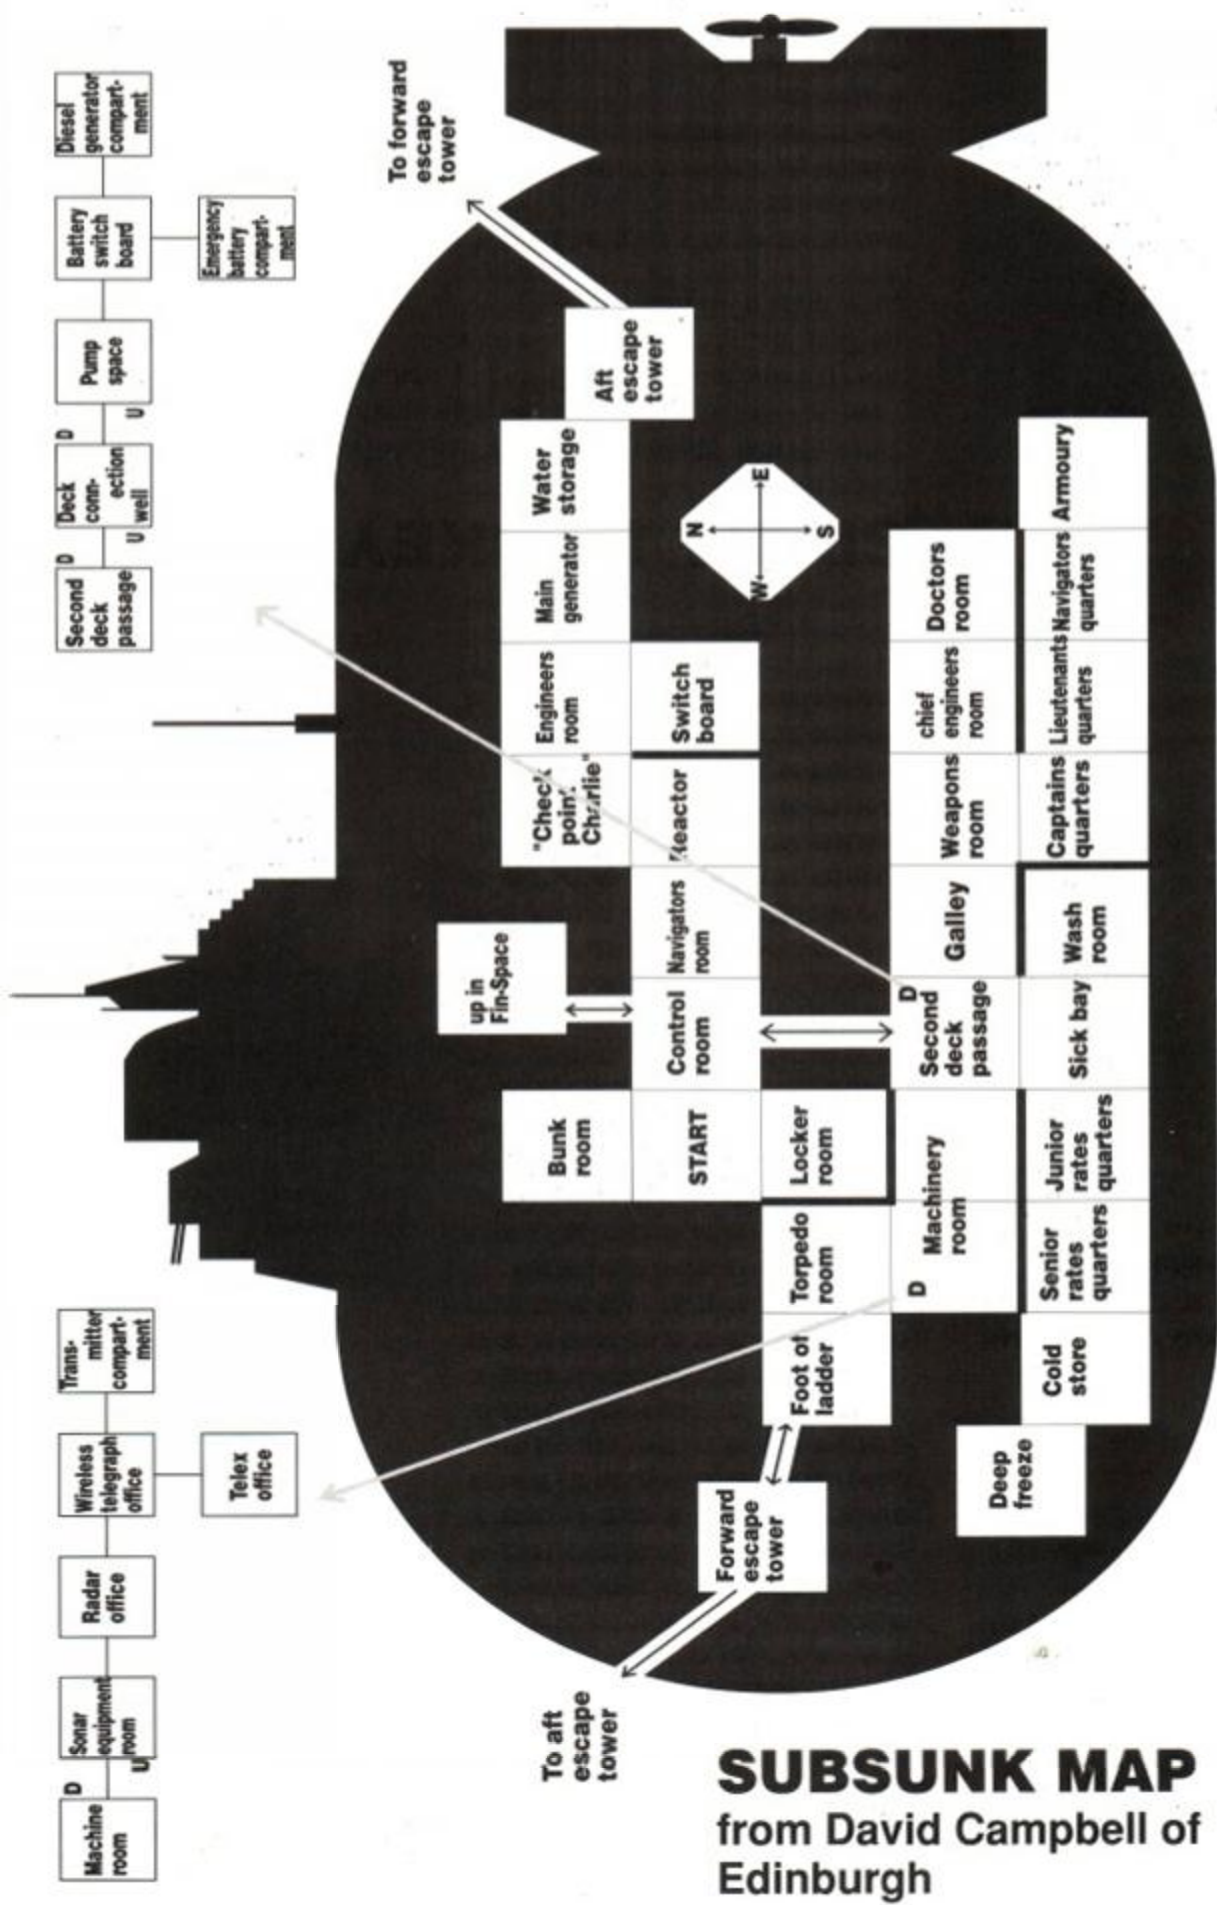 Diesel
generator
compart-
ment
Battery
switch
board
Emergency
battery
compart-
ment
Pump
space
D
U
Deck
conn-
ection
well
D
U
Second
deck
passage
Trans-
mitter
compart-
ment
Wireless
telegraph
office
Telex
office
Radar
office
Sonar
equipment
room
D
U
Machine
room
To forward
escape
tower
Aft
escape
tower
Water
storage
Main
generator
Engineers
room
"Check
point
Charlie"
Switch
board
Reactor
Navigators
room
up in
Fin-Space
Control
room
Bunk
room
START
Locker
room
Torpedo
room
Foot of
ladder
Forward
escape
tower
To aft
escape
tower
N
E
S
W
Doctors
room
chief
engineers
room
Weapons
room
Galley
D
Second
deck
passage
Machinery
room
D
Armoury
Navigators
quarters
Lieutenants
quarters
Captains
quarters
Wash
room
Sick bay
Junior
rates
quarters
Senior
rates
quarters
Cold
store
Deep
freeze
SUBSUNK MAP
from David Campbell of
Edinburgh